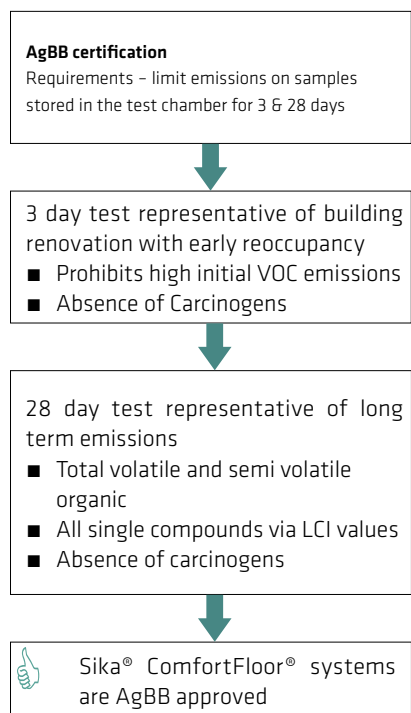 AgBB certification
Requirements – limit emissions on samples
stored in the test chamber for 3 & 28 days
3 day test representative of building
renovation with early reoccupancy
■ Prohibits high initial VOC emissions
■ Absence of Carcinogens
28 day test representative of long
term emissions
■ Total volatile and semi volatile
organic
■ All single compounds via LCI values
■ Absence of carcinogens
Sika® ComfortFloor® systems
are AgBB approved